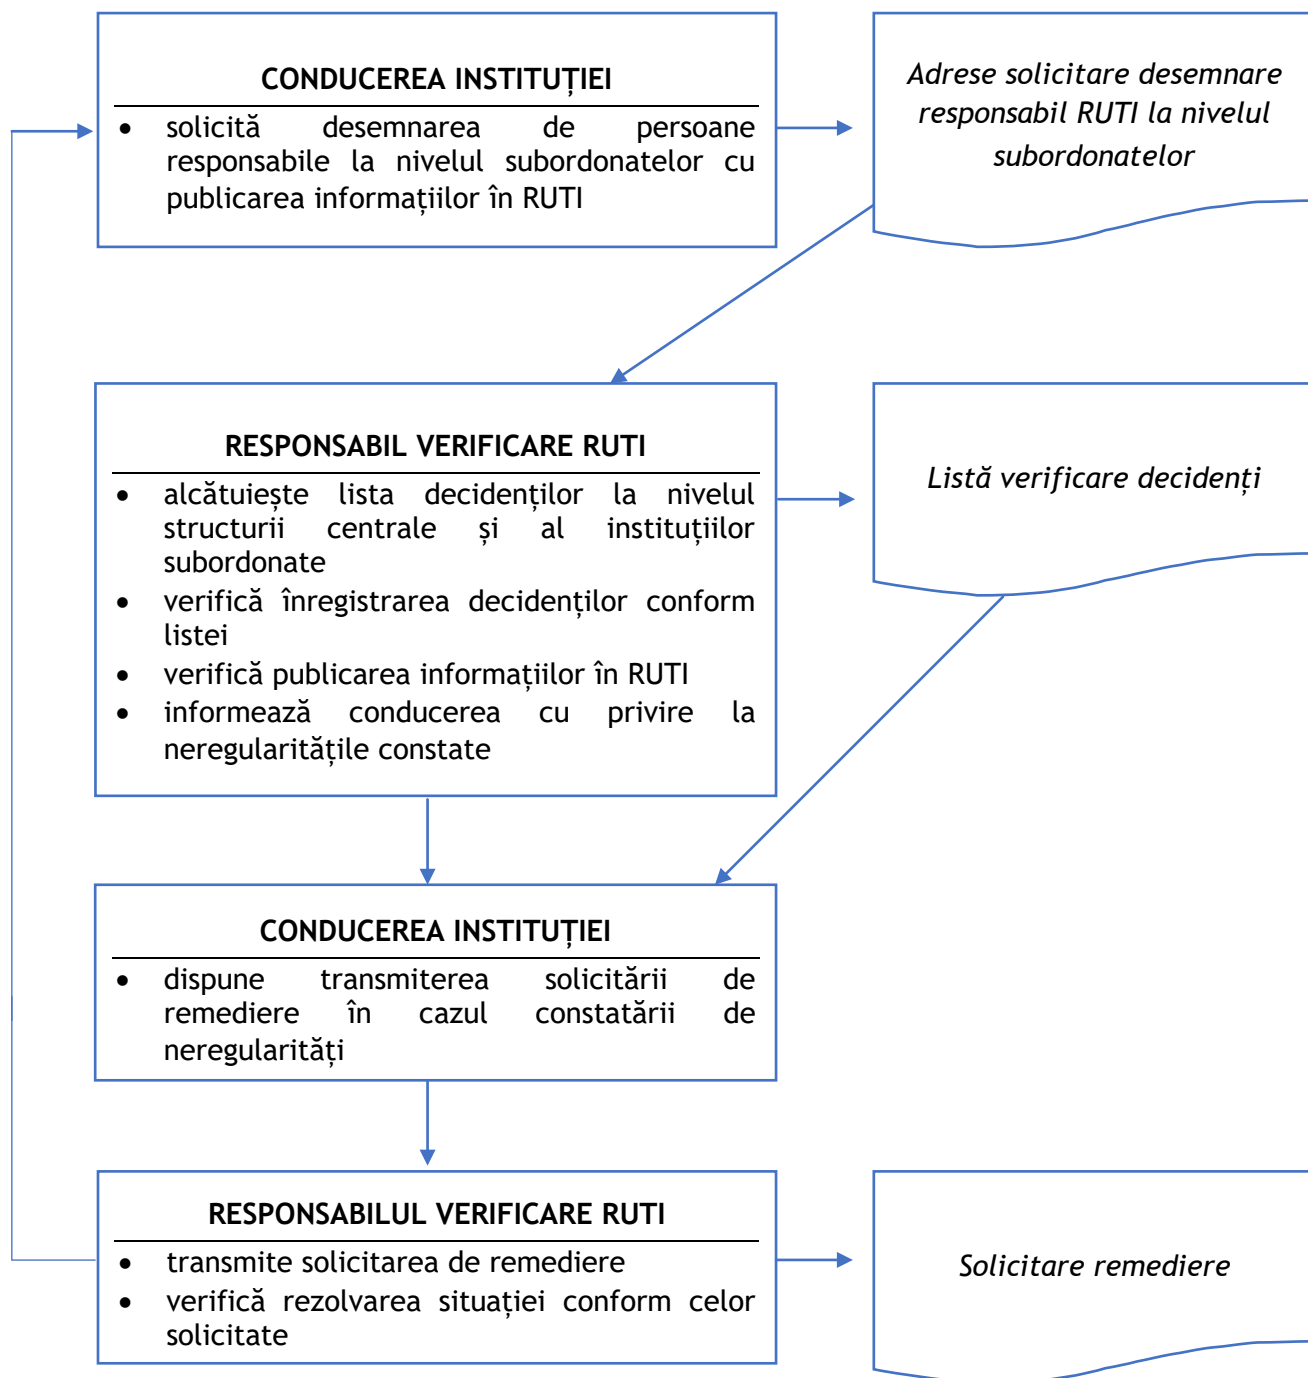 CONDUCEREA INSTITUȚIEI
• solicită desemnarea de persoane
responsabile la nivelul subordonatelor cu
publicarea informațiilor în RUTI
Adrese solicitare desemnare
responsabil RUTI la nivelul
subordonatelor
RESPONSABIL VERIFICARE RUTI
• alcătuiește lista decidenților la nivelul
structurii centrale și al instituțiilor
subordonate
• verifică înregistrarea decidenților conform
listei
• verifică publicarea informațiilor în RUTI
• informează conducerea cu privire la
neregularitățile constate
Listă verificare decidenți
CONDUCEREA INSTITUȚIEI
• dispune transmiterea solicitării de
remediere în cazul constatării de
neregularități
RESPONSABILUL VERIFICARE RUTI
• transmite solicitarea de remediere
• verifică rezolvarea situației conform celor
solicitate
Solicitare remediere